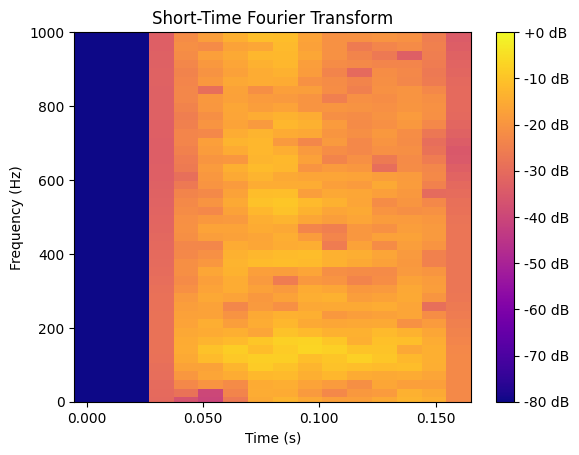 Short-Time Fourier Transform
1000
800
600
400
200
0
Frequency (Hz)
0.000
0.050
0.100
0.150
Time (s)
+0 dB
-10 dB
-20 dB
-30 dB
-40 dB
-50 dB
-60 dB
-70 dB
-80 dB